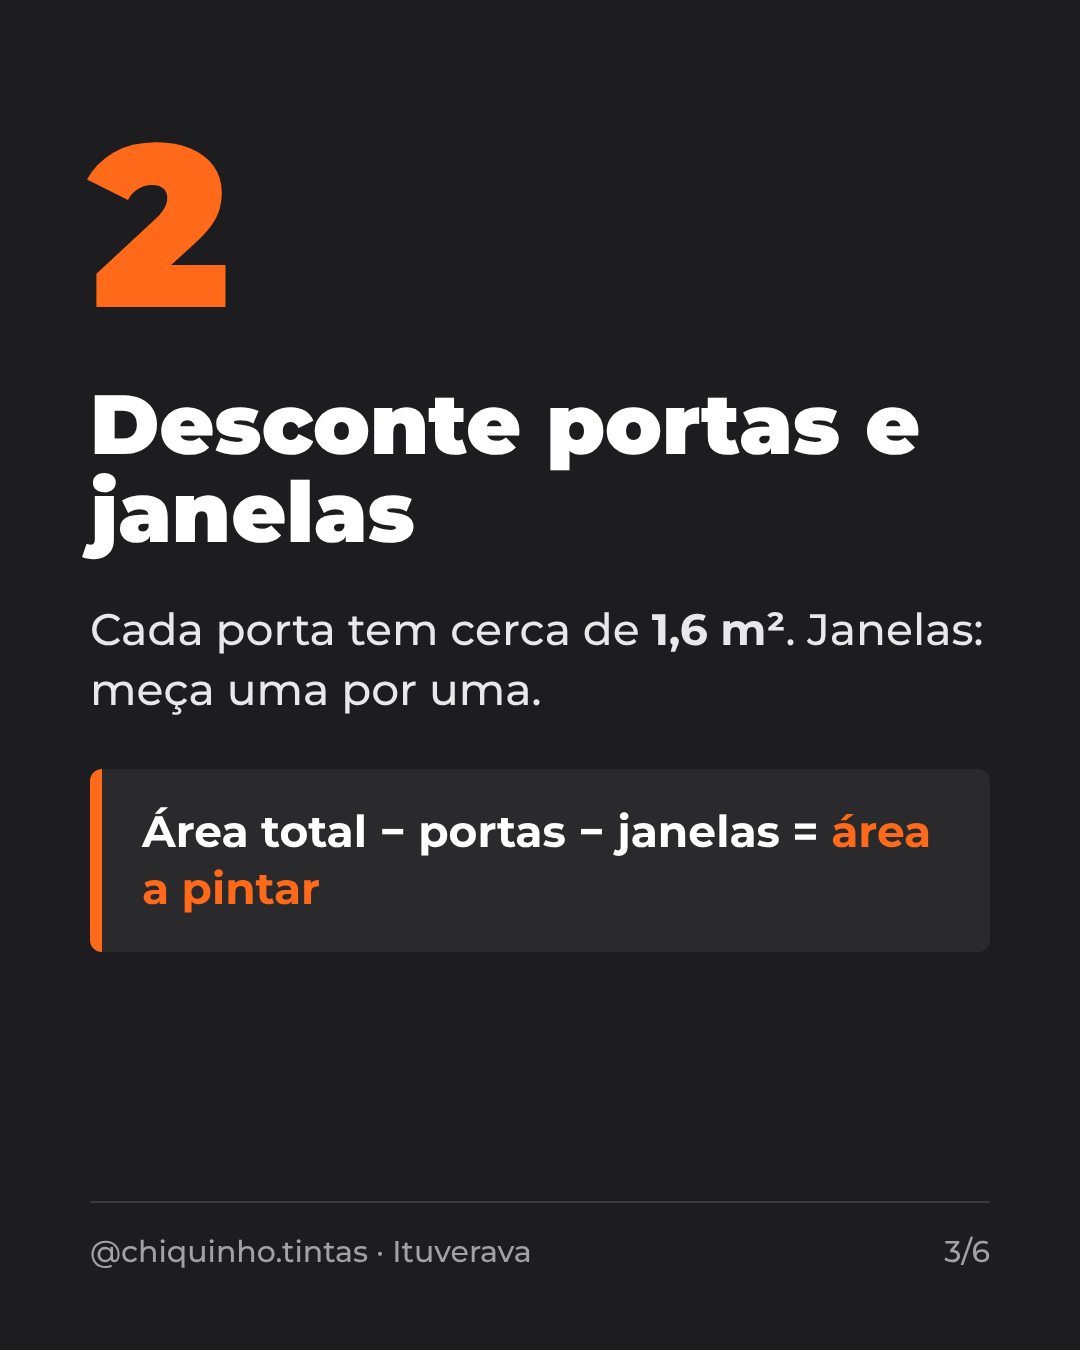 2
Desconte portas e
janelas
Cada porta tem cerca de 1,6 m². Janelas:
meça uma por uma.
Área total − portas − janelas = área
a pintar
@chiquinho.tintas · Ituverava
3/6